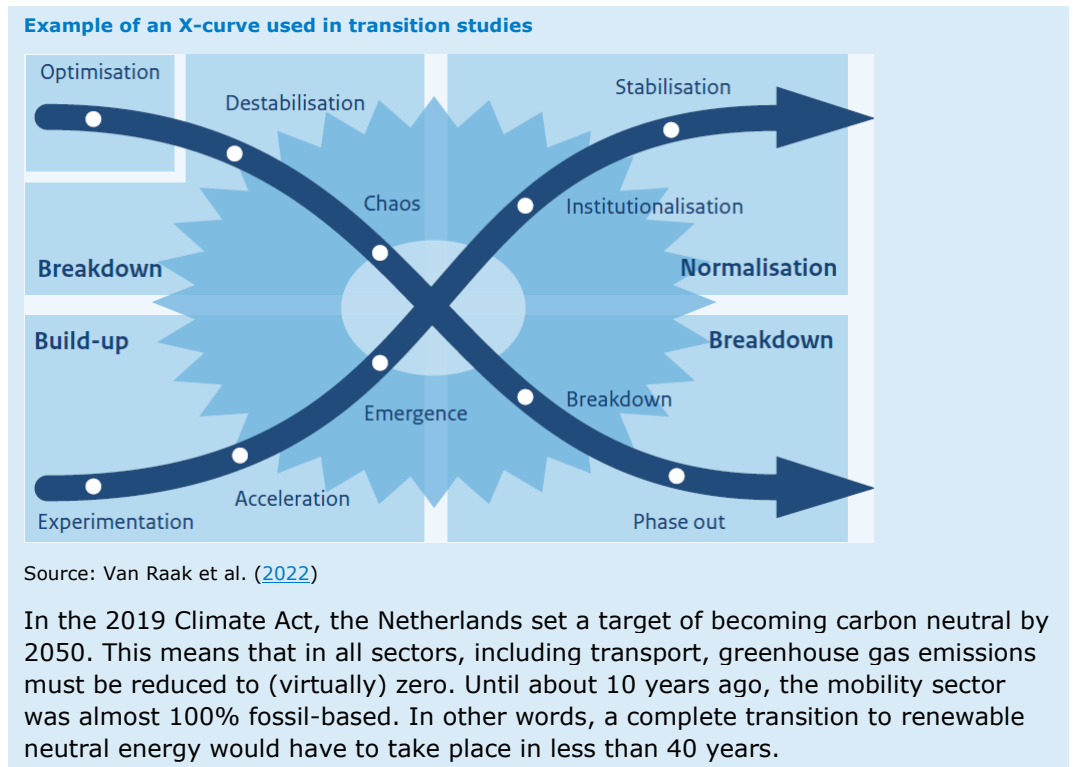 Example of an X-curve used in transition studies
Optimisation
Destabilisation
Stabilisation
Chaos
Institutionalisation
Breakdown
Normalisation
Build-up
Breakdown
Breakdown
Emergence
Acceleration
Experimentation
Phase out
Source: Van Raak et al. (2022)
In the 2019 Climate Act, the Netherlands set a target of becoming carbon neutral by
2050. This means that in all sectors, including transport, greenhouse gas emissions
must be reduced to (virtually) zero. Until about 10 years ago, the mobility sector
was almost 100% fossil-based. In other words, a complete transition to renewable
neutral energy would have to take place in less than 40 years.